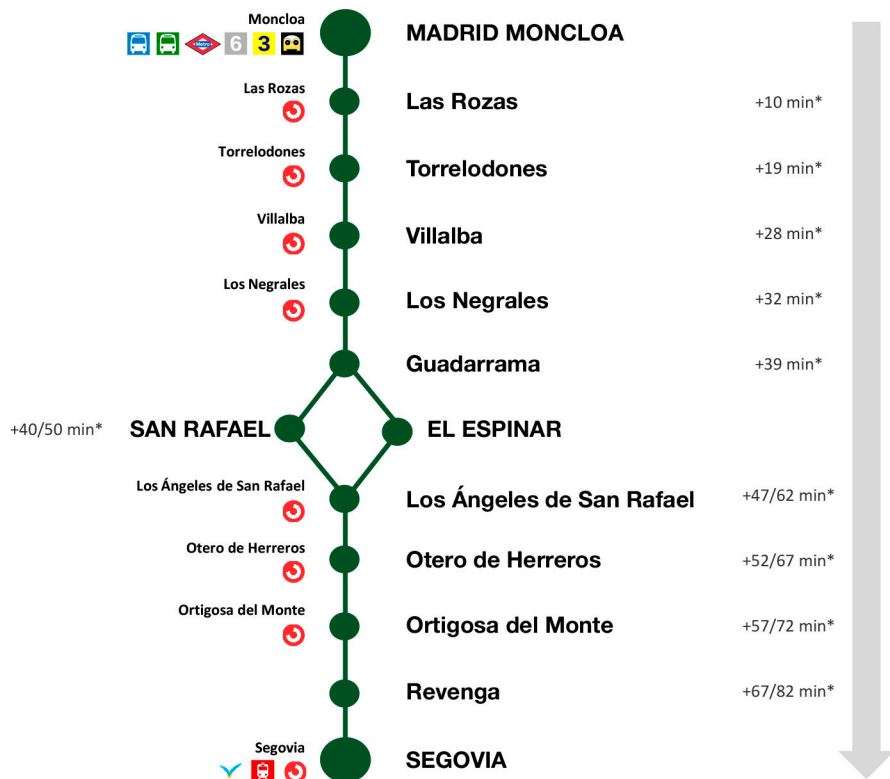 Moncloa
Metro
6
3
MADRID MONCLOA
Las Rozas
Las Rozas
+10 min*
Torrelodones
Torrelodones
+19 min*
Villalba
Villalba
+28 min*
Los Negrales
Los Negrales
+32 min*
Guadarrama
+39 min*
+40/50 min*
SAN RAFAEL
EL ESPINAR
Los Ángeles de San Rafael
Los Ángeles de San Rafael
+47/62 min*
Otero de Herreros
Otero de Herreros
+52/67 min*
Ortigosa del Monte
Ortigosa del Monte
+57/72 min*
Revenga
+67/82 min*
Segovia
SEGOVIA